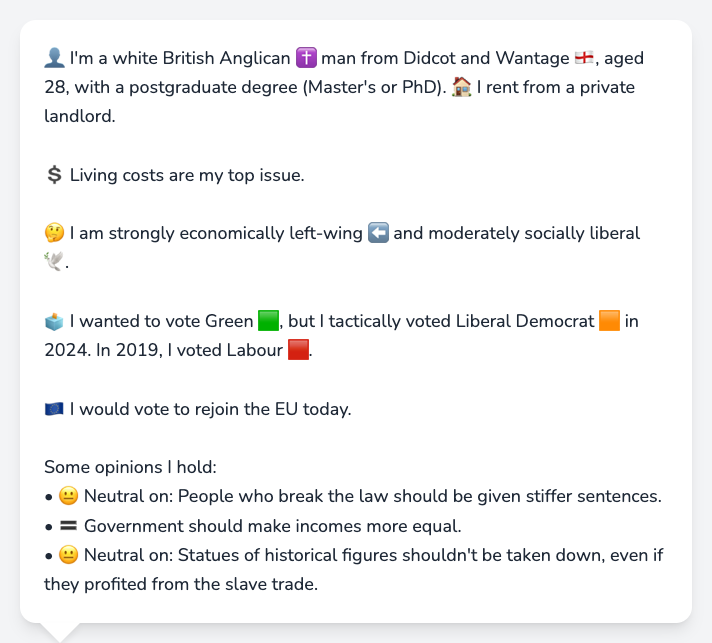 👤 I'm a white British Anglican ✝️ man from Didcot and Wantage 🏴󠁧󠁢󠁥󠁮󠁧󠁿, aged
28, with a postgraduate degree (Master's or PhD). 🏠 I rent from a private
landlord.
💲 Living costs are my top issue.
🤔 I am strongly economically left-wing ⬅️ and moderately socially liberal
🕊️.
🗳️ I wanted to vote Green 🟩, but I tactically voted Liberal Democrat 🟧 in
2024. In 2019, I voted Labour 🟥.
🇪🇺 I would vote to rejoin the EU today.
Some opinions I hold:
• 😐 Neutral on: People who break the law should be given stiffer sentences.
• 🟰 Government should make incomes more equal.
• 😐 Neutral on: Statues of historical figures shouldn't be taken down, even if
they profited from the slave trade.